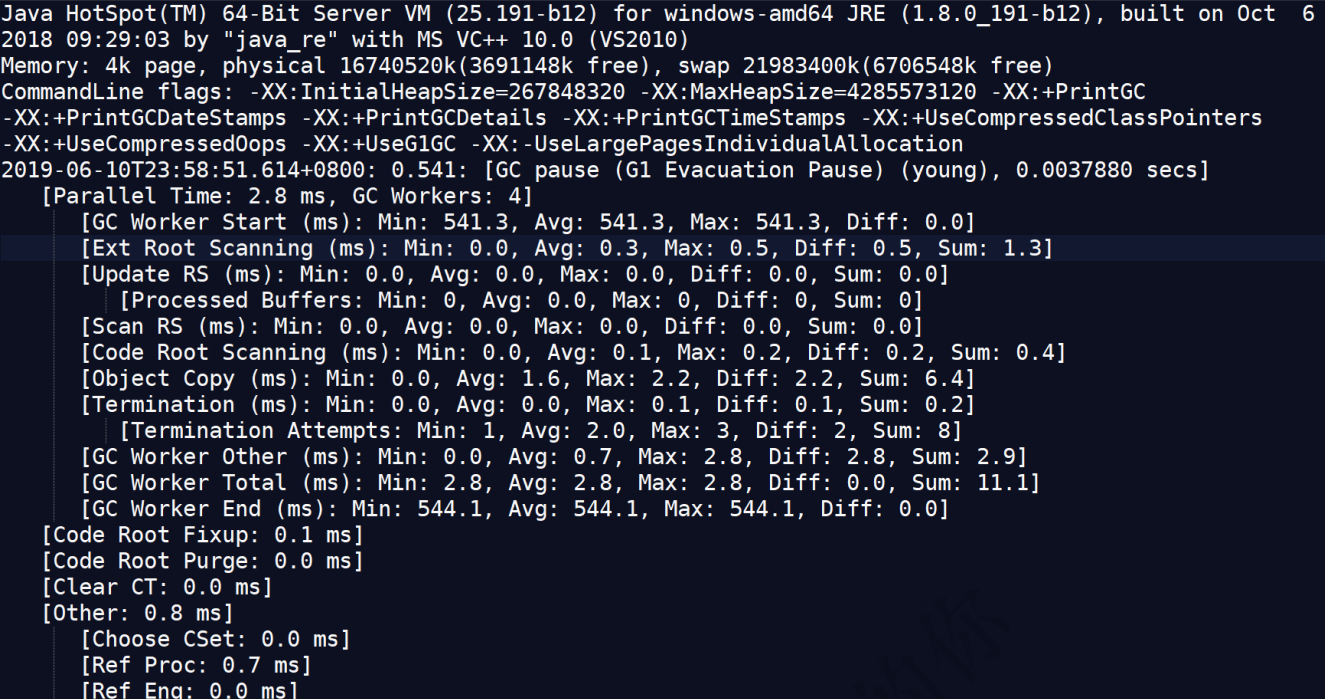 Java HotSpot(TM) 64-Bit Server VM (25.191-b12) for windows-amd64 JRE (1.8.0_191-b12), built on Oct  6
2018 09:29:03 by "java_re" with MS VC++ 10.0 (VS2010)
Memory: 4k page, physical 16740520k(3691148k free), swap 21983400k(6706548k free)
CommandLine flags: -XX:InitialHeapSize=267848320 -XX:MaxHeapSize=4285573120 -XX:+PrintGC
-XX:+PrintGCDateStamps -XX:+PrintGCDetails -XX:+PrintGCTimeStamps -XX:+UseCompressedClassPointers
-XX:+UseCompressedOops -XX:+UseG1GC -XX:-UseLargePagesIndividualAllocation
2019-06-10T23:58:51.614+0800: 0.541: [GC pause (G1 Evacuation Pause) (young), 0.0037880 secs]
   [Parallel Time: 2.8 ms, GC Workers: 4]
      [GC Worker Start (ms): Min: 541.3, Avg: 541.3, Max: 541.3, Diff: 0.0]
      [Ext Root Scanning (ms): Min: 0.0, Avg: 0.3, Max: 0.5, Diff: 0.5, Sum: 1.3]
      [Update RS (ms): Min: 0.0, Avg: 0.0, Max: 0.0, Diff: 0.0, Sum: 0.0]
         [Processed Buffers: Min: 0, Avg: 0.0, Max: 0, Diff: 0, Sum: 0]
      [Scan RS (ms): Min: 0.0, Avg: 0.0, Max: 0.0, Diff: 0.0, Sum: 0.0]
      [Code Root Scanning (ms): Min: 0.0, Avg: 0.1, Max: 0.2, Diff: 0.2, Sum: 0.4]
      [Object Copy (ms): Min: 0.0, Avg: 1.6, Max: 2.2, Diff: 2.2, Sum: 6.4]
      [Termination (ms): Min: 0.0, Avg: 0.0, Max: 0.1, Diff: 0.1, Sum: 0.2]
         [Termination Attempts: Min: 1, Avg: 2.0, Max: 3, Diff: 2, Sum: 8]
      [GC Worker Other (ms): Min: 0.0, Avg: 0.7, Max: 2.8, Diff: 2.8, Sum: 2.9]
      [GC Worker Total (ms): Min: 2.8, Avg: 2.8, Max: 2.8, Diff: 0.0, Sum: 11.1]
      [GC Worker End (ms): Min: 544.1, Avg: 544.1, Max: 544.1, Diff: 0.0]
   [Code Root Fixup: 0.1 ms]
   [Code Root Purge: 0.0 ms]
   [Clear CT: 0.0 ms]
   [Other: 0.8 ms]
      [Choose CSet: 0.0 ms]
      [Ref Proc: 0.7 ms]
      [Ref Enq: 0.0 ms]